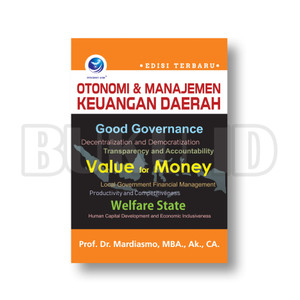 EDISI TERBARU
OTONOMI & MANAJEMEN
KEUANGAN DAERAH
Good Governance
Decentralization and Democratization
Transparency and Accountability
Value for Money
Local Government Financial Management
Productivity and Competitiveness
Welfare State
Human Capital Development and Economic Inclusiveness
Prof. Dr. Mardiasmo, MBA., Ak., CA.